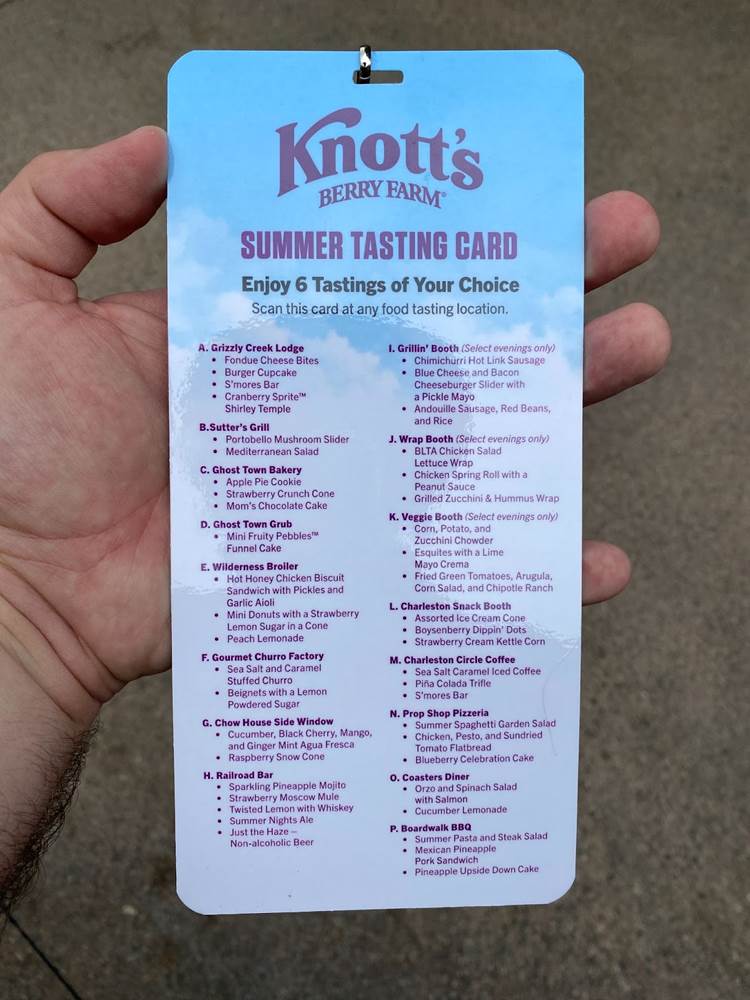 Knott's
BERRY FARM®
SUMMER TASTING CARD
Enjoy 6 Tastings of Your Choice
Scan this card at any food tasting location.
A. Grizzly Creek Lodge
• Fondue Cheese Bites
• Burger Cupcake
• S'mores Bar
• Cranberry Sprite™
Shirley Temple
B.Sutter's Grill
• Portobello Mushroom Slider
• Mediterranean Salad
C. Ghost Town Bakery
• Apple Pie Cookie
• Strawberry Crunch Cone
• Mom's Chocolate Cake
D. Ghost Town Grub
• Mini Fruity Pebbles™
Funnel Cake
E. Wilderness Broiler
• Hot Honey Chicken Biscuit
Sandwich with Pickles and
Garlic Aioli
• Mini Donuts with a Strawberry
Lemon Sugar in a Cone
• Peach Lemonade
F. Gourmet Churro Factory
• Sea Salt and Caramel
Stuffed Churro
• Beignets with a Lemon
Powdered Sugar
G. Chow House Side Window
• Cucumber, Black Cherry, Mango,
and Ginger Mint Agua Fresca
• Raspberry Snow Cone
H. Railroad Bar
• Sparkling Pineapple Mojito
• Strawberry Moscow Mule
• Twisted Lemon with Whiskey
• Summer Nights Ale
• Just the Haze –
Non-alcoholic Beer
I. Grillin' Booth (Select evenings only)
• Chimichurri Hot Link Sausage
• Blue Cheese and Bacon
Cheeseburger Slider with
a Pickle Mayo
• Andouille Sausage, Red Beans,
and Rice
J. Wrap Booth (Select evenings only)
• BLTA Chicken Salad
Lettuce Wrap
• Chicken Spring Roll with a
Peanut Sauce
• Grilled Zucchini & Hummus Wrap
K. Veggie Booth (Select evenings only)
• Corn, Potato, and
Zucchini Chowder
• Esquites with a Lime
Mayo Crema
• Fried Green Tomatoes, Arugula,
Corn Salad, and Chipotle Ranch
L. Charleston Snack Booth
• Assorted Ice Cream Cone
• Boysenberry Dippin' Dots
• Strawberry Cream Kettle Corn
M. Charleston Circle Coffee
• Sea Salt Caramel Iced Coffee
• Piña Colada Trifle
• S'mores Bar
N. Prop Shop Pizzeria
• Summer Spaghetti Garden Salad
• Chicken, Pesto, and Sundried
Tomato Flatbread
• Blueberry Celebration Cake
O. Coasters Diner
• Orzo and Spinach Salad
with Salmon
• Cucumber Lemonade
P. Boardwalk BBQ
• Summer Pasta and Steak Salad
• Mexican Pineapple
Pork Sandwich
• Pineapple Upside Down Cake